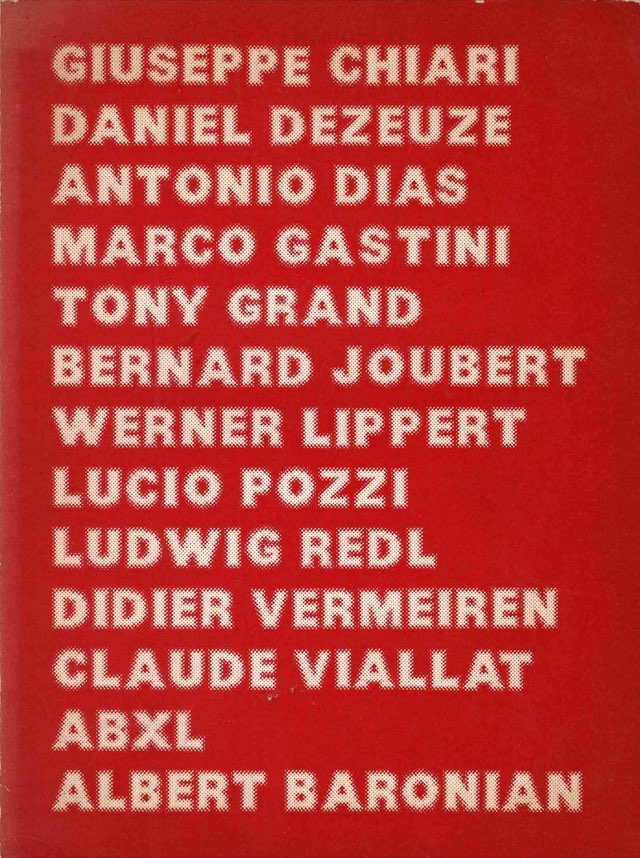 GIUSEPPE CHIARI
DANIEL DEZEUZE
ANTONIO DIAS
MARCO GASTINI
TONY GRAND
BERNARD JOUBERT
WERNER LIPPERT
LUCIO POZZI
LUDWIG REDL
DIDIER VERMEIREN
CLAUDE VIALLAT
ABXL
ALBERT BARONIAN